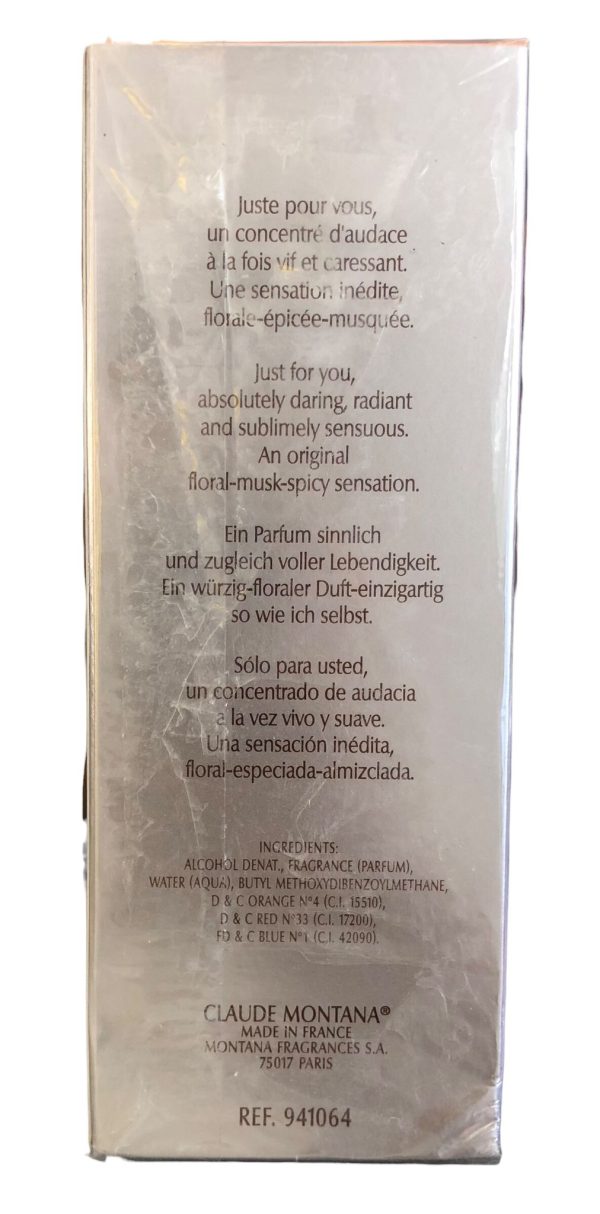 Juste pour vous,
un concentré d'audace
à la fois vif et caressant.
Une sensation inédite,
florale-épicée-musquée.
Just for you,
absolutely daring, radiant
and sublimely sensuous.
An original
floral-musk-spicy sensation.
Ein Parfum sinnlich
und zugleich voller Lebendigkeit.
Ein würzig-floraler Duft-einzigartig
so wie ich selbst.
Sólo para usted,
un concentrado de audacia
a la vez vivo y suave.
Una sensación inédita,
floral-especiada-almizclada.
INGREDIENTS:
ALCOHOL DENAT., FRAGRANCE (PARFUM),
WATER (AQUA), BUTYL METHOXYDIBENZOYLMETHANE,
D & C ORANGE N°4 (C.I. 15510),
D & C RED N°33 (C.I. 17200),
FD & C BLUE N°1 (C.I. 42090).
CLAUDE MONTANA®
MADE IN FRANCE
MONTANA FRAGRANCES S.A.
75017 PARIS
REF. 941064